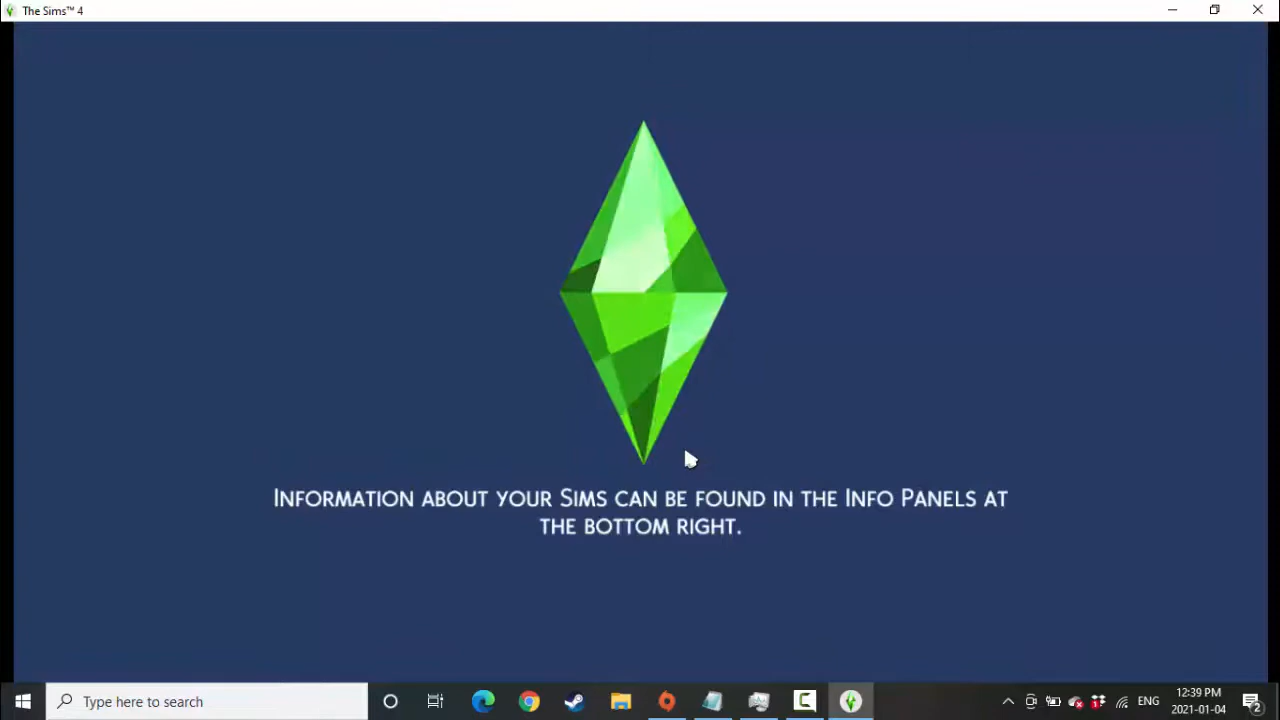 The Sims™ 4
INFORMATION ABOUT YOUR SIMS CAN BE FOUND IN THE INFO PANELS AT
THE BOTTOM RIGHT.
Type here to search
ENG
12:39 PM
2021-01-04
2